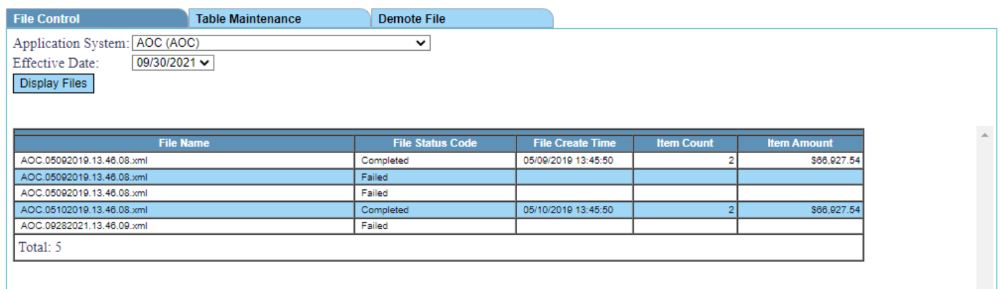 File Control Table Maintenance Demote File
Application System: AOC (AOC)
Effective Date: 09/30/2021
Display Files
File Name File Status Code File Create Time Item Count Item Amount
AOC.05092019.13.46.08.xml Completed 05/09/2019 13:45:50 2 $66,927.54
AOC.05092019.13.46.08.xml Failed
AOC.05092019.13.46.08.xml Failed
AOC.05102019.13.46.08.xml Completed 05/10/2019 13:45:50 2 $66,927.54
AOC.09282021.13.46.09.xml Failed
Total: 5